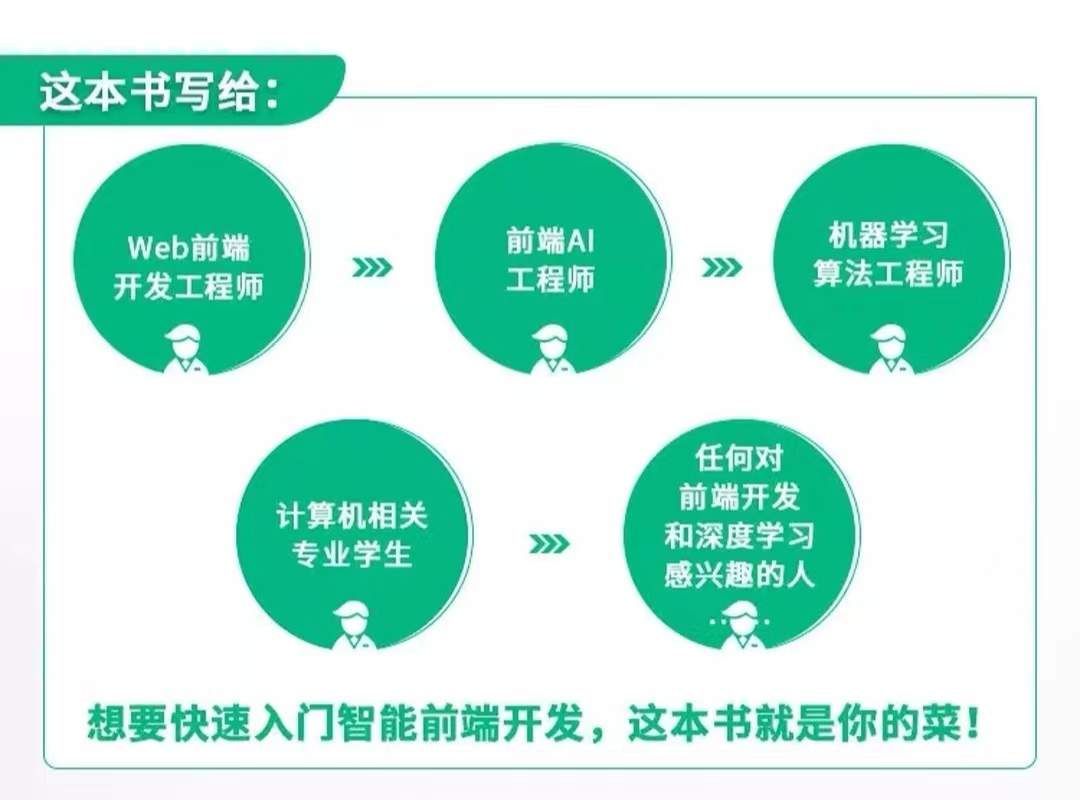 这本书写给：
Web前端
开发工程师
前端AI
工程师
机器学习
算法工程师
计算机相关
专业学生
任何对
前端开发
和深度学习
感兴趣的人
……
想要快速入门智能前端开发，这本书就是你的菜！